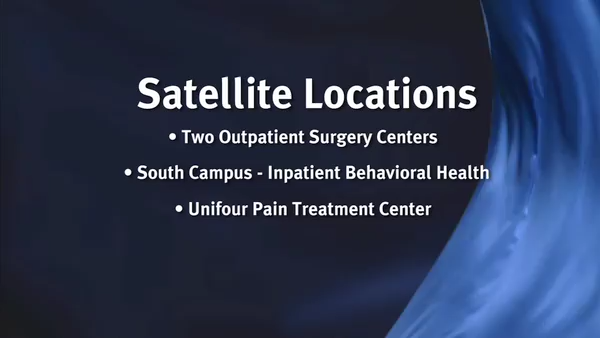 Satellite Locations
• Two Outpatient Surgery Centers
• South Campus - Inpatient Behavioral Health
• Unifour Pain Treatment Center